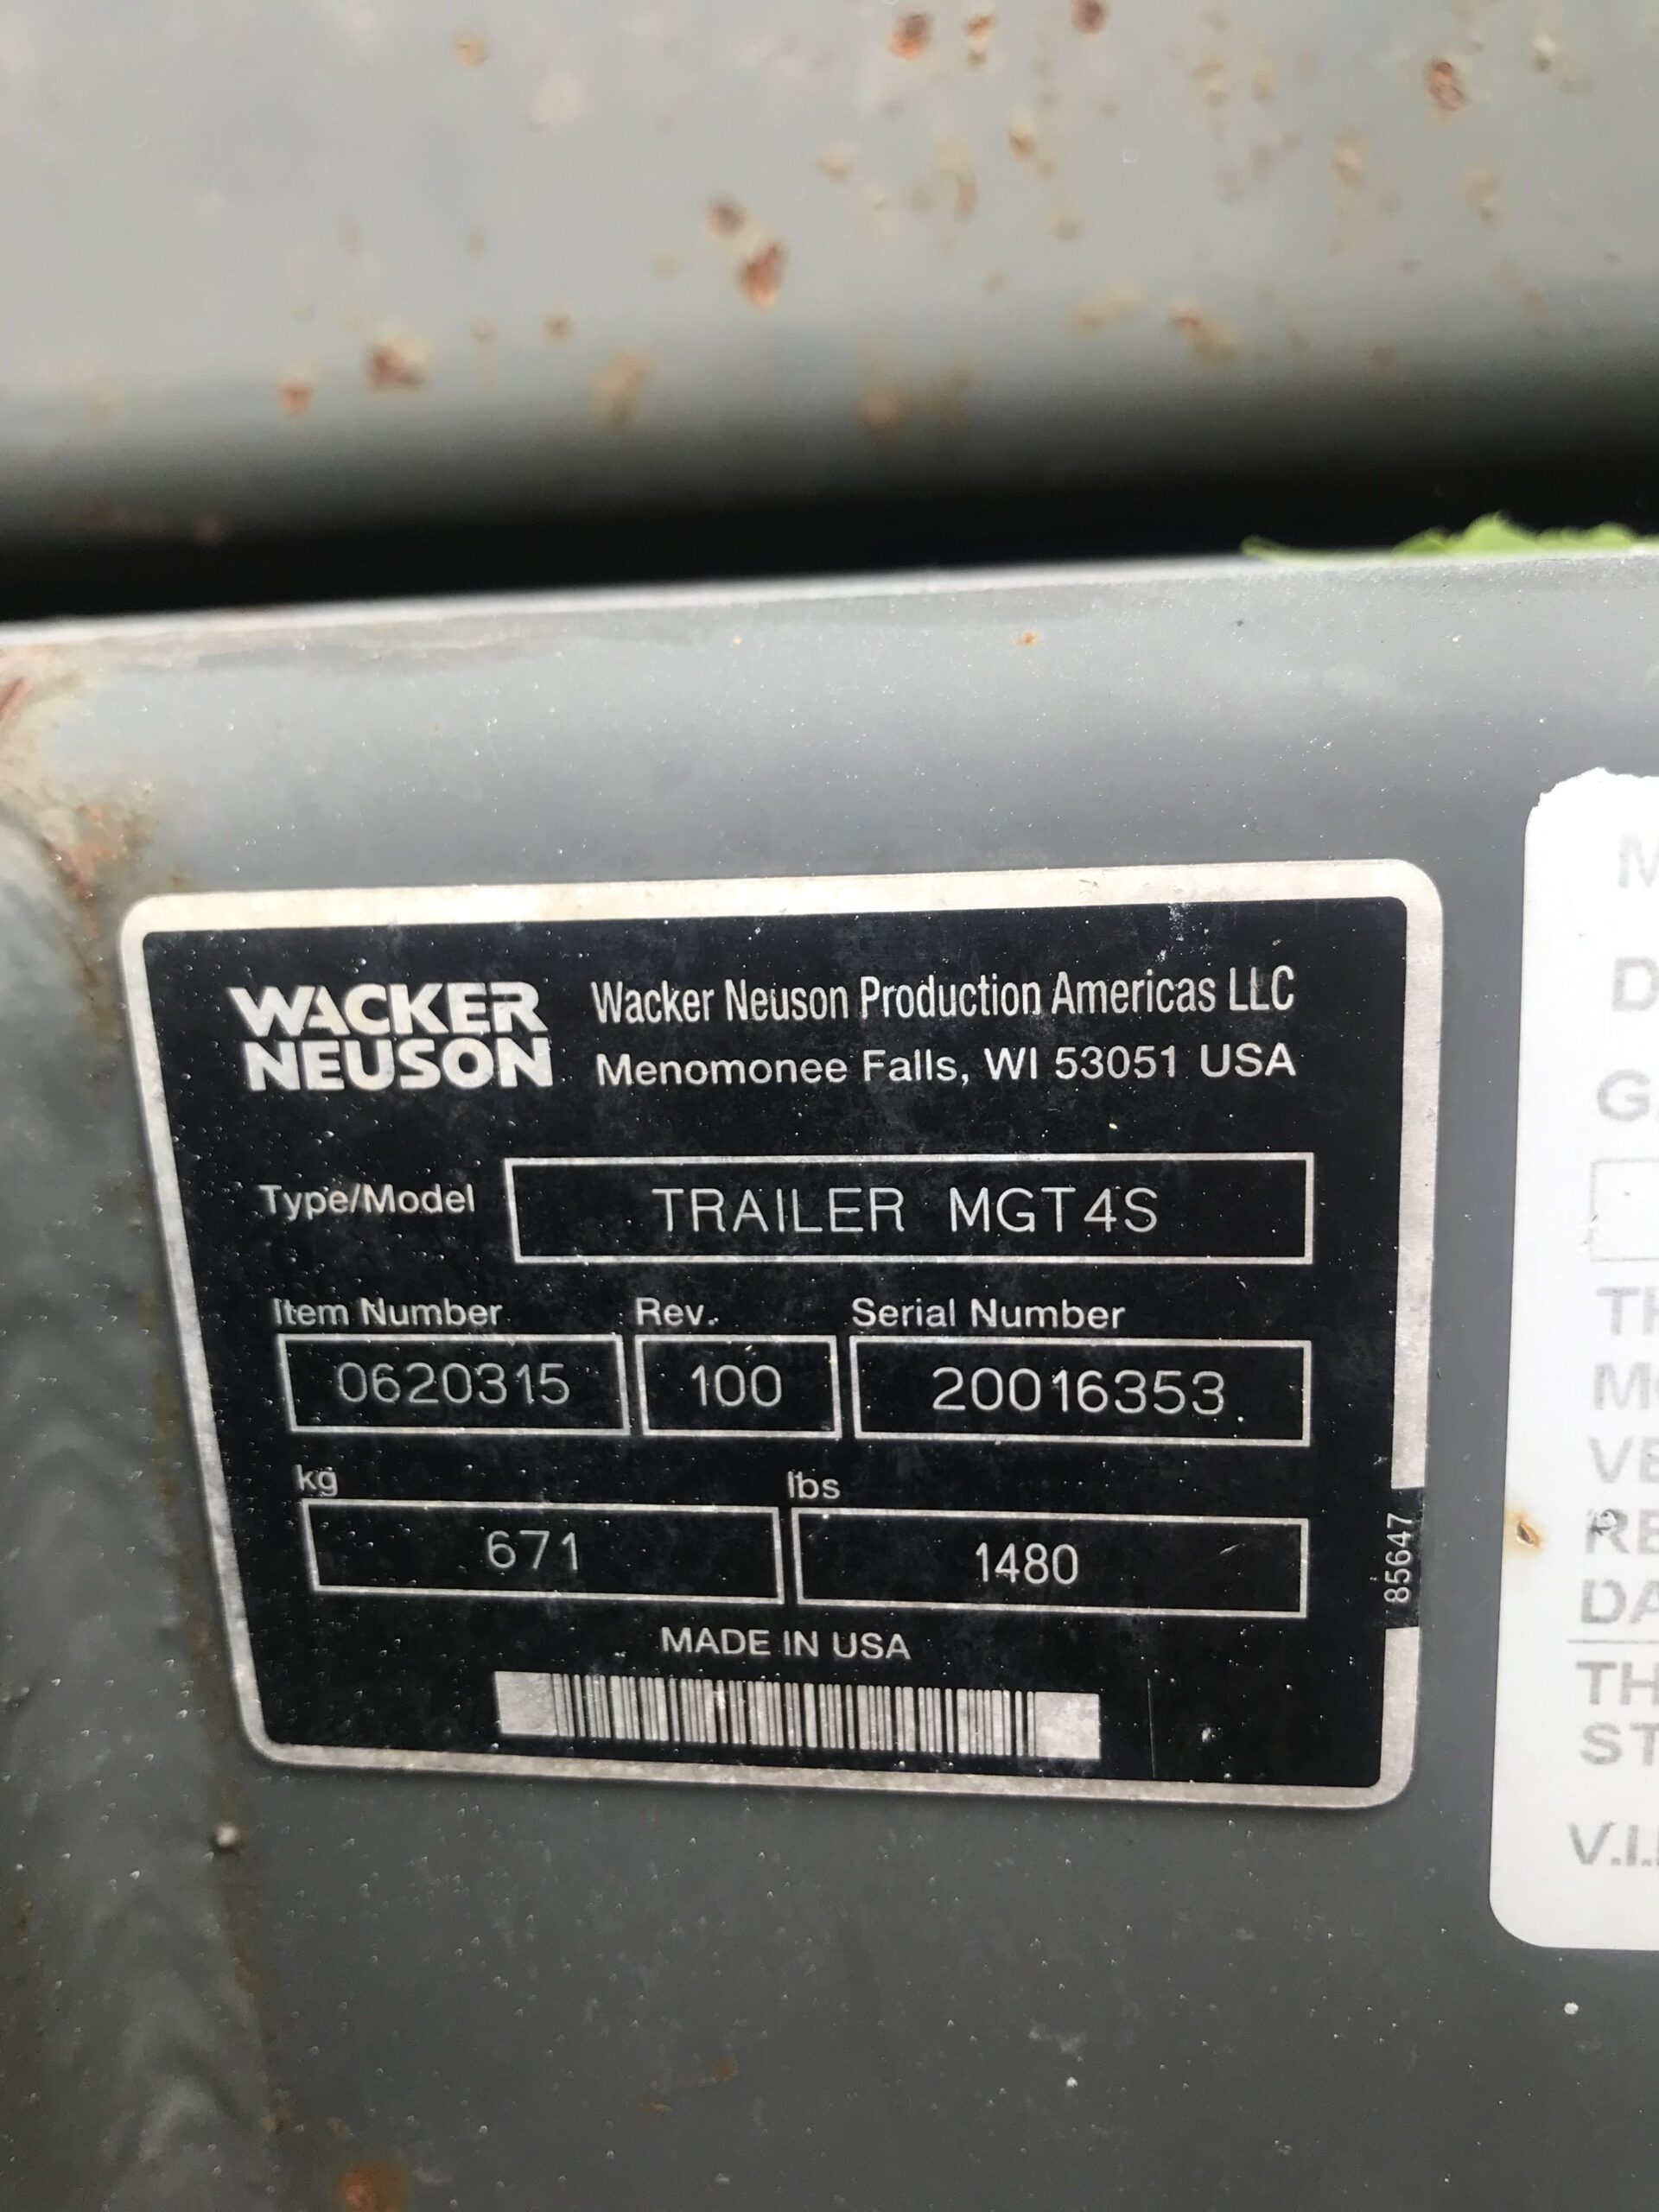 WACKER
NEUSON
Wacker Neuson Production Americas LLC
Menomonee Falls, WI 53051 USA
Type/Model
TRAILER MGT4S
Item Number
Rev.
Serial Number
0620315
100
20016353
kg
lbs
671
1480
MADE IN USA
85647